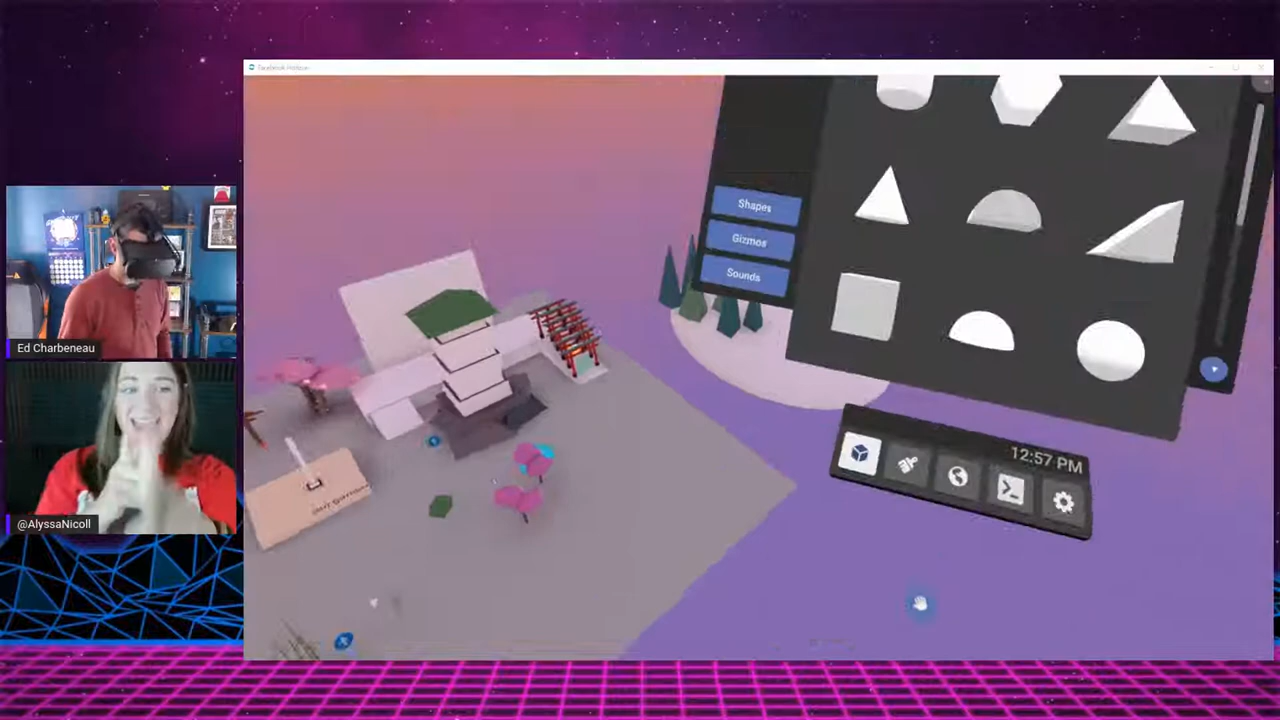 Shapes
Gizmos
Sounds
12:57 PM
Ed Charbeneau
@AlyssaNicoll